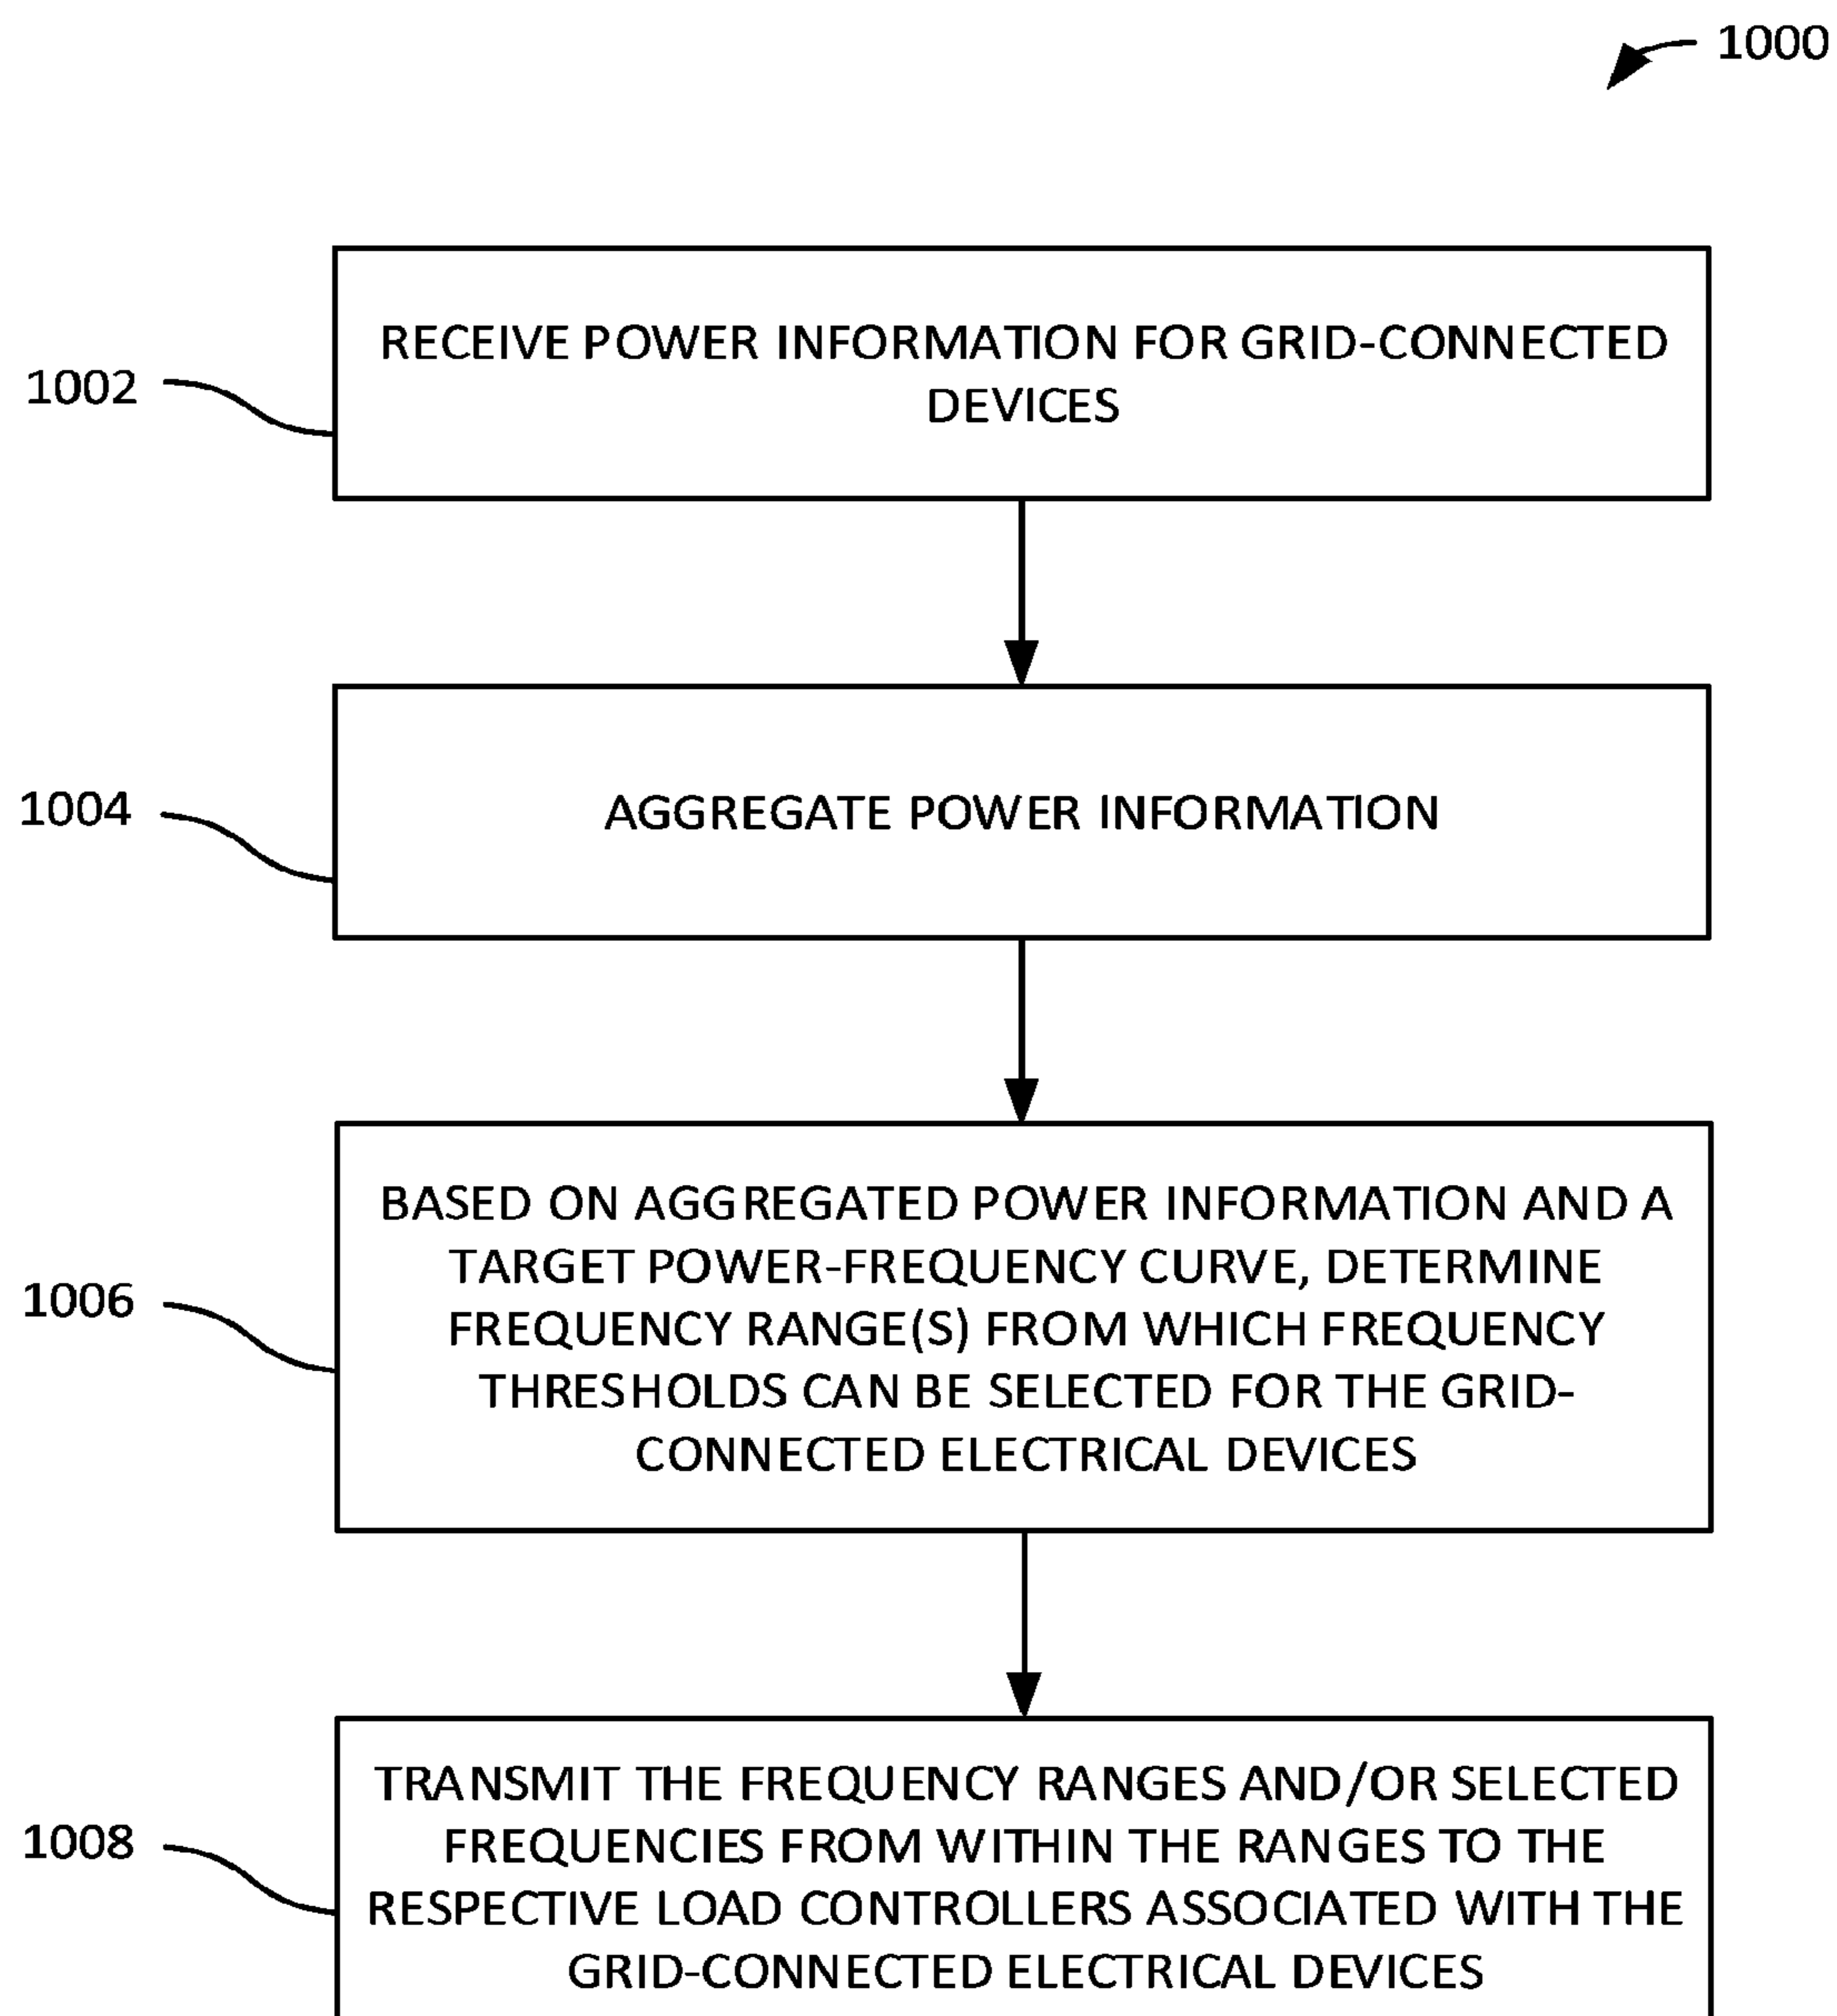 1000
1002
RECEIVE POWER INFORMATION FOR GRID-CONNECTED
DEVICES
1004
AGGREGATE POWER INFORMATION
1006
BASED ON AGGREGATED POWER INFORMATION AND A
TARGET POWER-FREQUENCY CURVE, DETERMINE
FREQUENCY RANGE(S) FROM WHICH FREQUENCY
THRESHOLDS CAN BE SELECTED FOR THE GRID-
CONNECTED ELECTRICAL DEVICES
1008
TRANSMIT THE FREQUENCY RANGES AND/OR SELECTED
FREQUENCIES FROM WITHIN THE RANGES TO THE
RESPECTIVE LOAD CONTROLLERS ASSOCIATED WITH THE
GRID-CONNECTED ELECTRICAL DEVICES